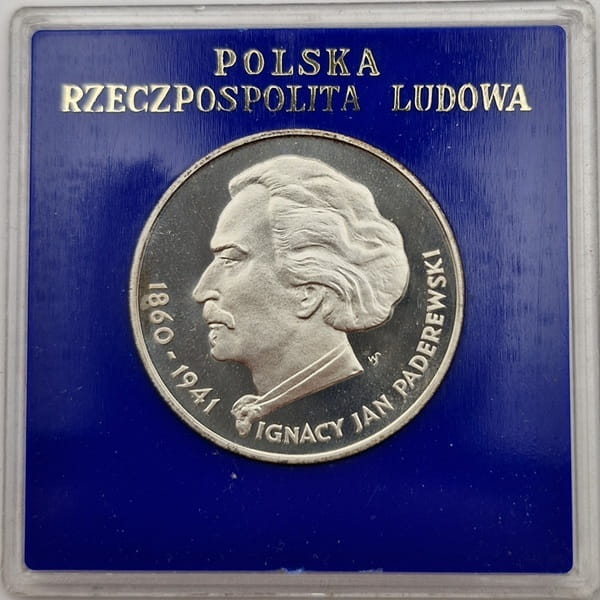 POLSKA
RZECZPOSPOLITA LUDOWA
1860-1941
IGNACY JAN PADEREWSKI